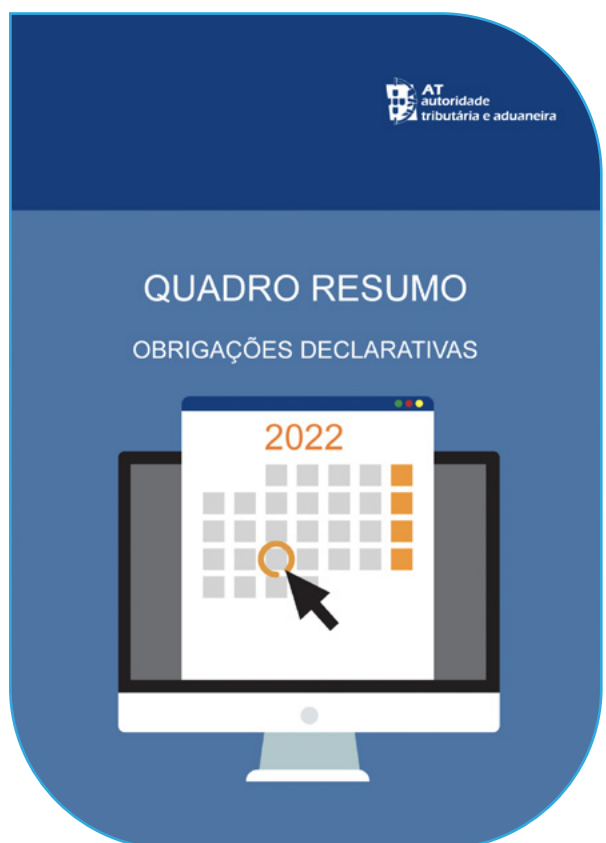 AT
autoridade
tributária e aduaneira
QUADRO RESUMO
OBRIGAÇÕES DECLARATIVAS
2022